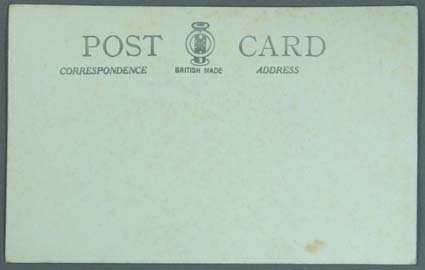 POST CARD
CORRESPONDENCE BRITISH MADE ADDRESS